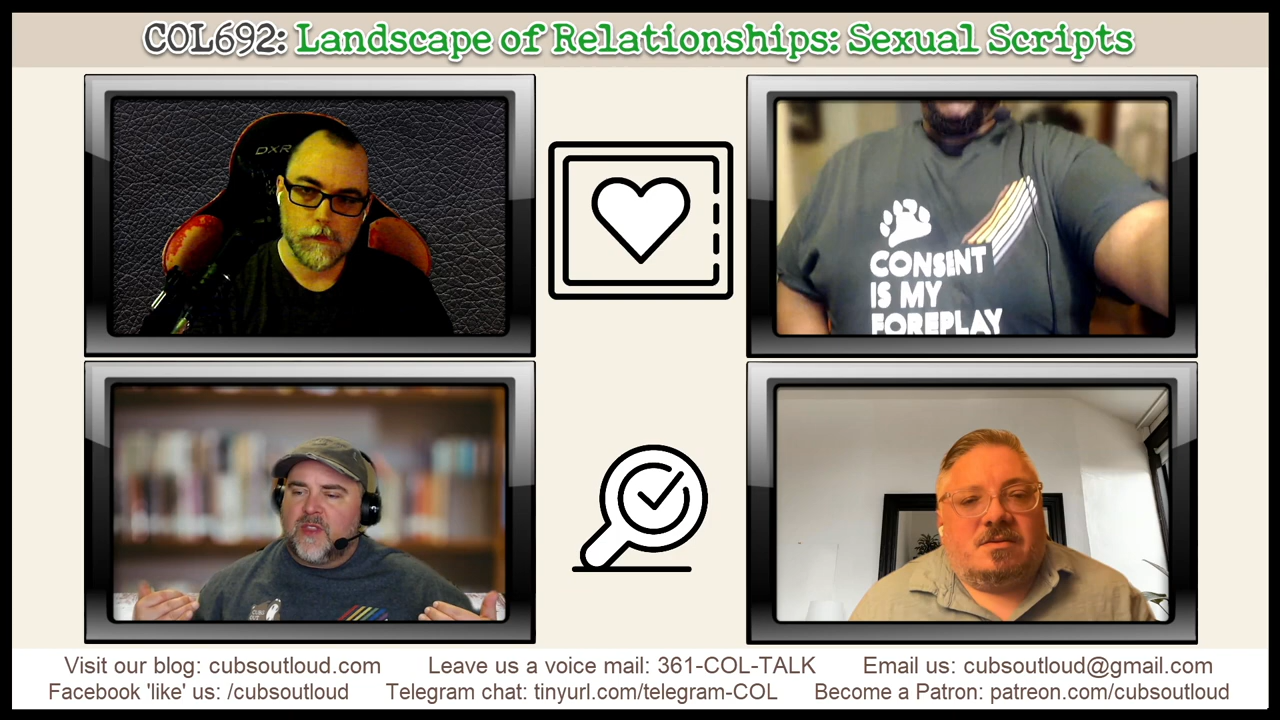 COL692: Landscape of Relationships: Sexual Scripts
DXR
CONSENT
IS MY
FOREPLAY
Visit our blog: cubsoutloud.com Leave us a voice mail: 361-COL-TALK Email us: cubsoutloud@gmail.com
Facebook 'like' us: /cubsoutloud Telegram chat: tinyurl.com/telegram-COL Become a Patron: patreon.com/cubsoutloud